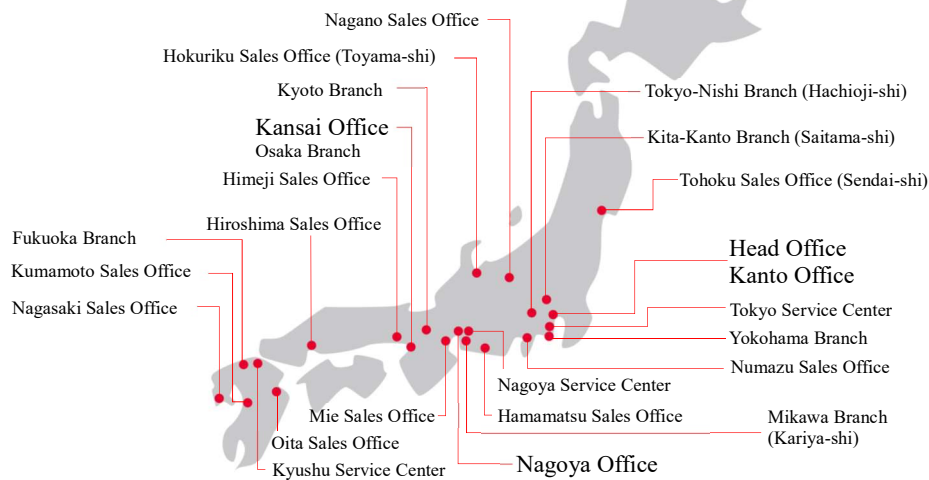 Nagano Sales Office
Hokuriku Sales Office (Toyama-shi)
Kyoto Branch
Tokyo-Nishi Branch (Hachioji-shi)
Kansai Office
Osaka Branch
Kita-Kanto Branch (Saitama-shi)
Himeji Sales Office
Tohoku Sales Office (Sendai-shi)
Hiroshima Sales Office
Fukuoka Branch
Head Office
Kanto Office
Kumamoto Sales Office
Nagasaki Sales Office
Tokyo Service Center
Yokohama Branch
Numazu Sales Office
Nagoya Service Center
Mie Sales Office
Hamamatsu Sales Office
Mikawa Branch
(Kariya-shi)
Oita Sales Office
Nagoya Office
Kyushu Service Center